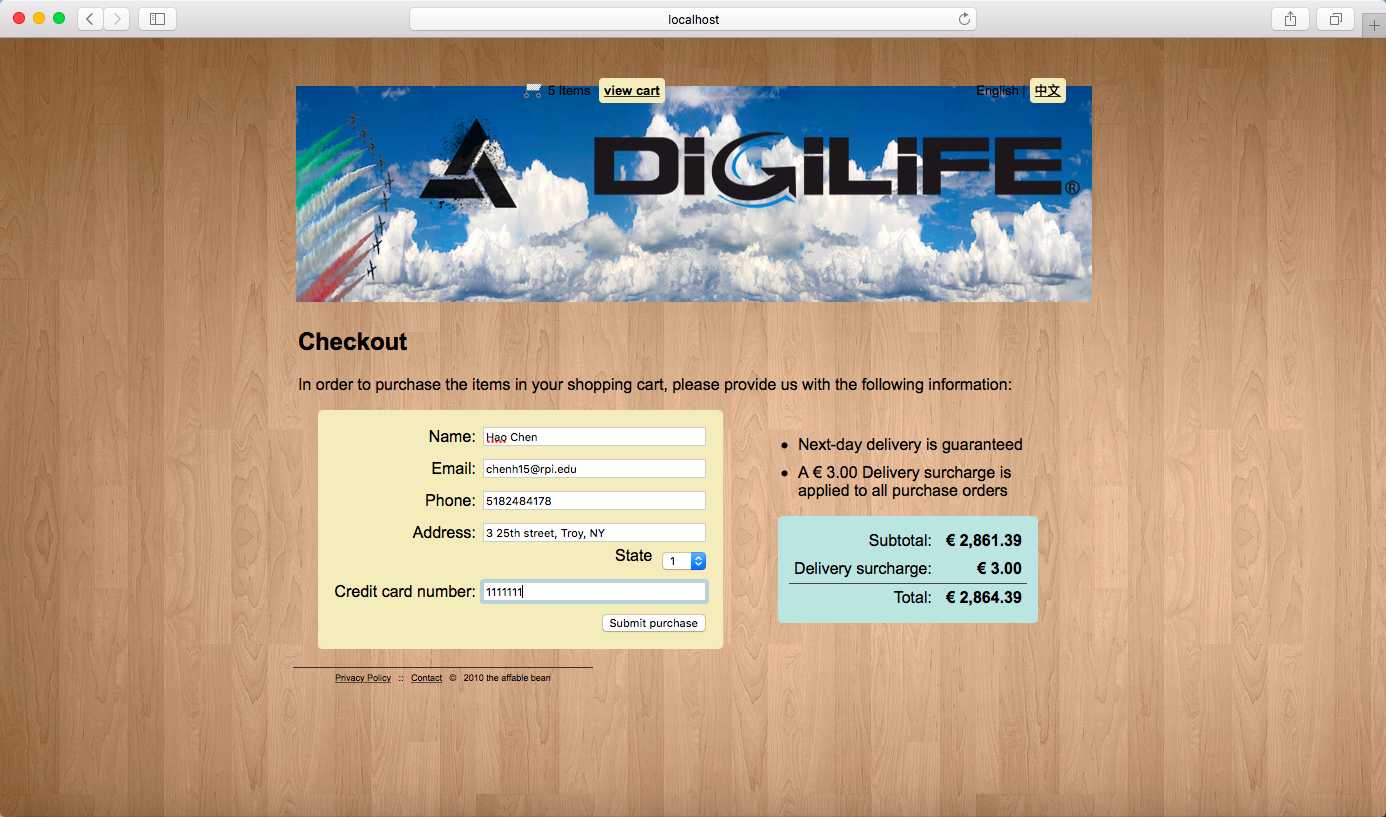 localhost
5 Items view cart English | 中文
DiGiLiFE®
Checkout
In order to purchase the items in your shopping cart, please provide us with the following information:
Name: Hao Chen
Email: chenh15@rpi.edu
Phone: 5182484178
Address: 3 25th street, Troy, NY
State 1
Credit card number: 1111111
Submit purchase
• Next-day delivery is guaranteed
• A € 3.00 Delivery surcharge is
applied to all purchase orders
Subtotal: € 2,861.39
Delivery surcharge: € 3.00
Total: € 2,864.39
Privacy Policy :: Contact © 2010 the affable bean